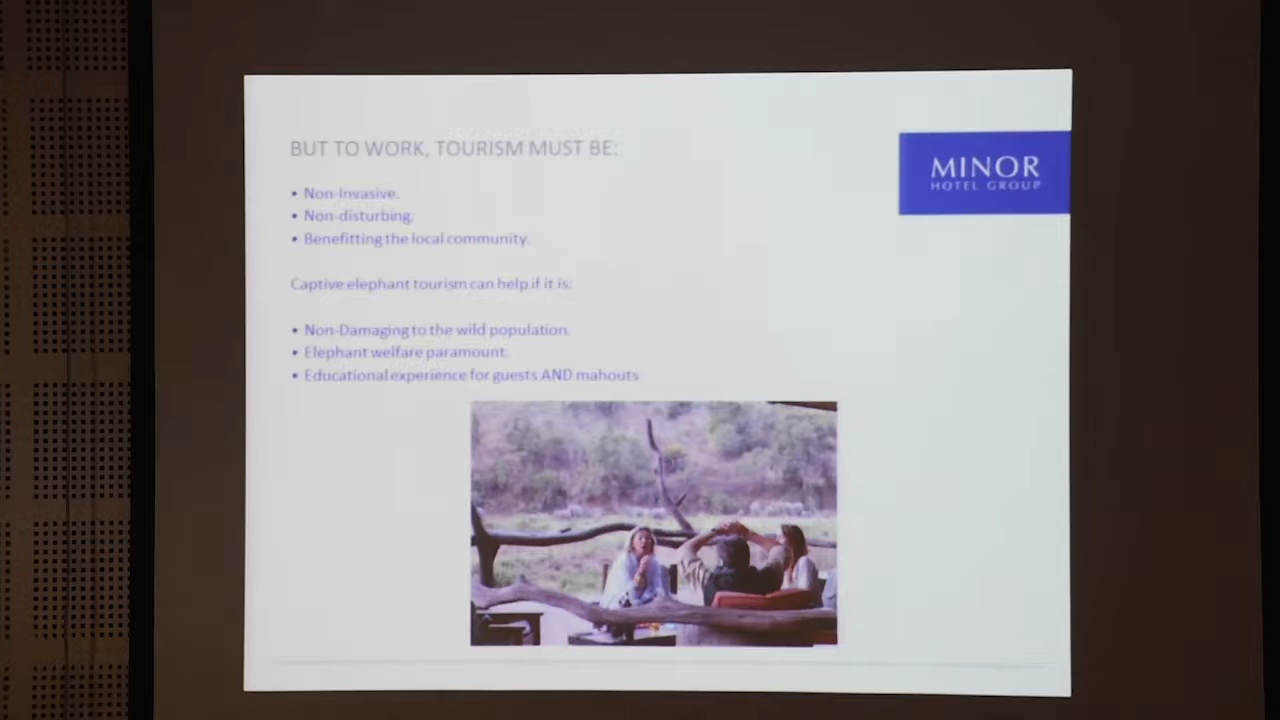 BUT TO WORK, TOURISM MUST BE:
MINOR
HOTEL GROUP
• Non-Invasive.
• Non-disturbing.
• Benefitting the local community.
Captive elephant tourism can help if it is:
• Non-Damaging to the wild population.
• Elephant welfare paramount.
• Educational experience for guests AND mahouts